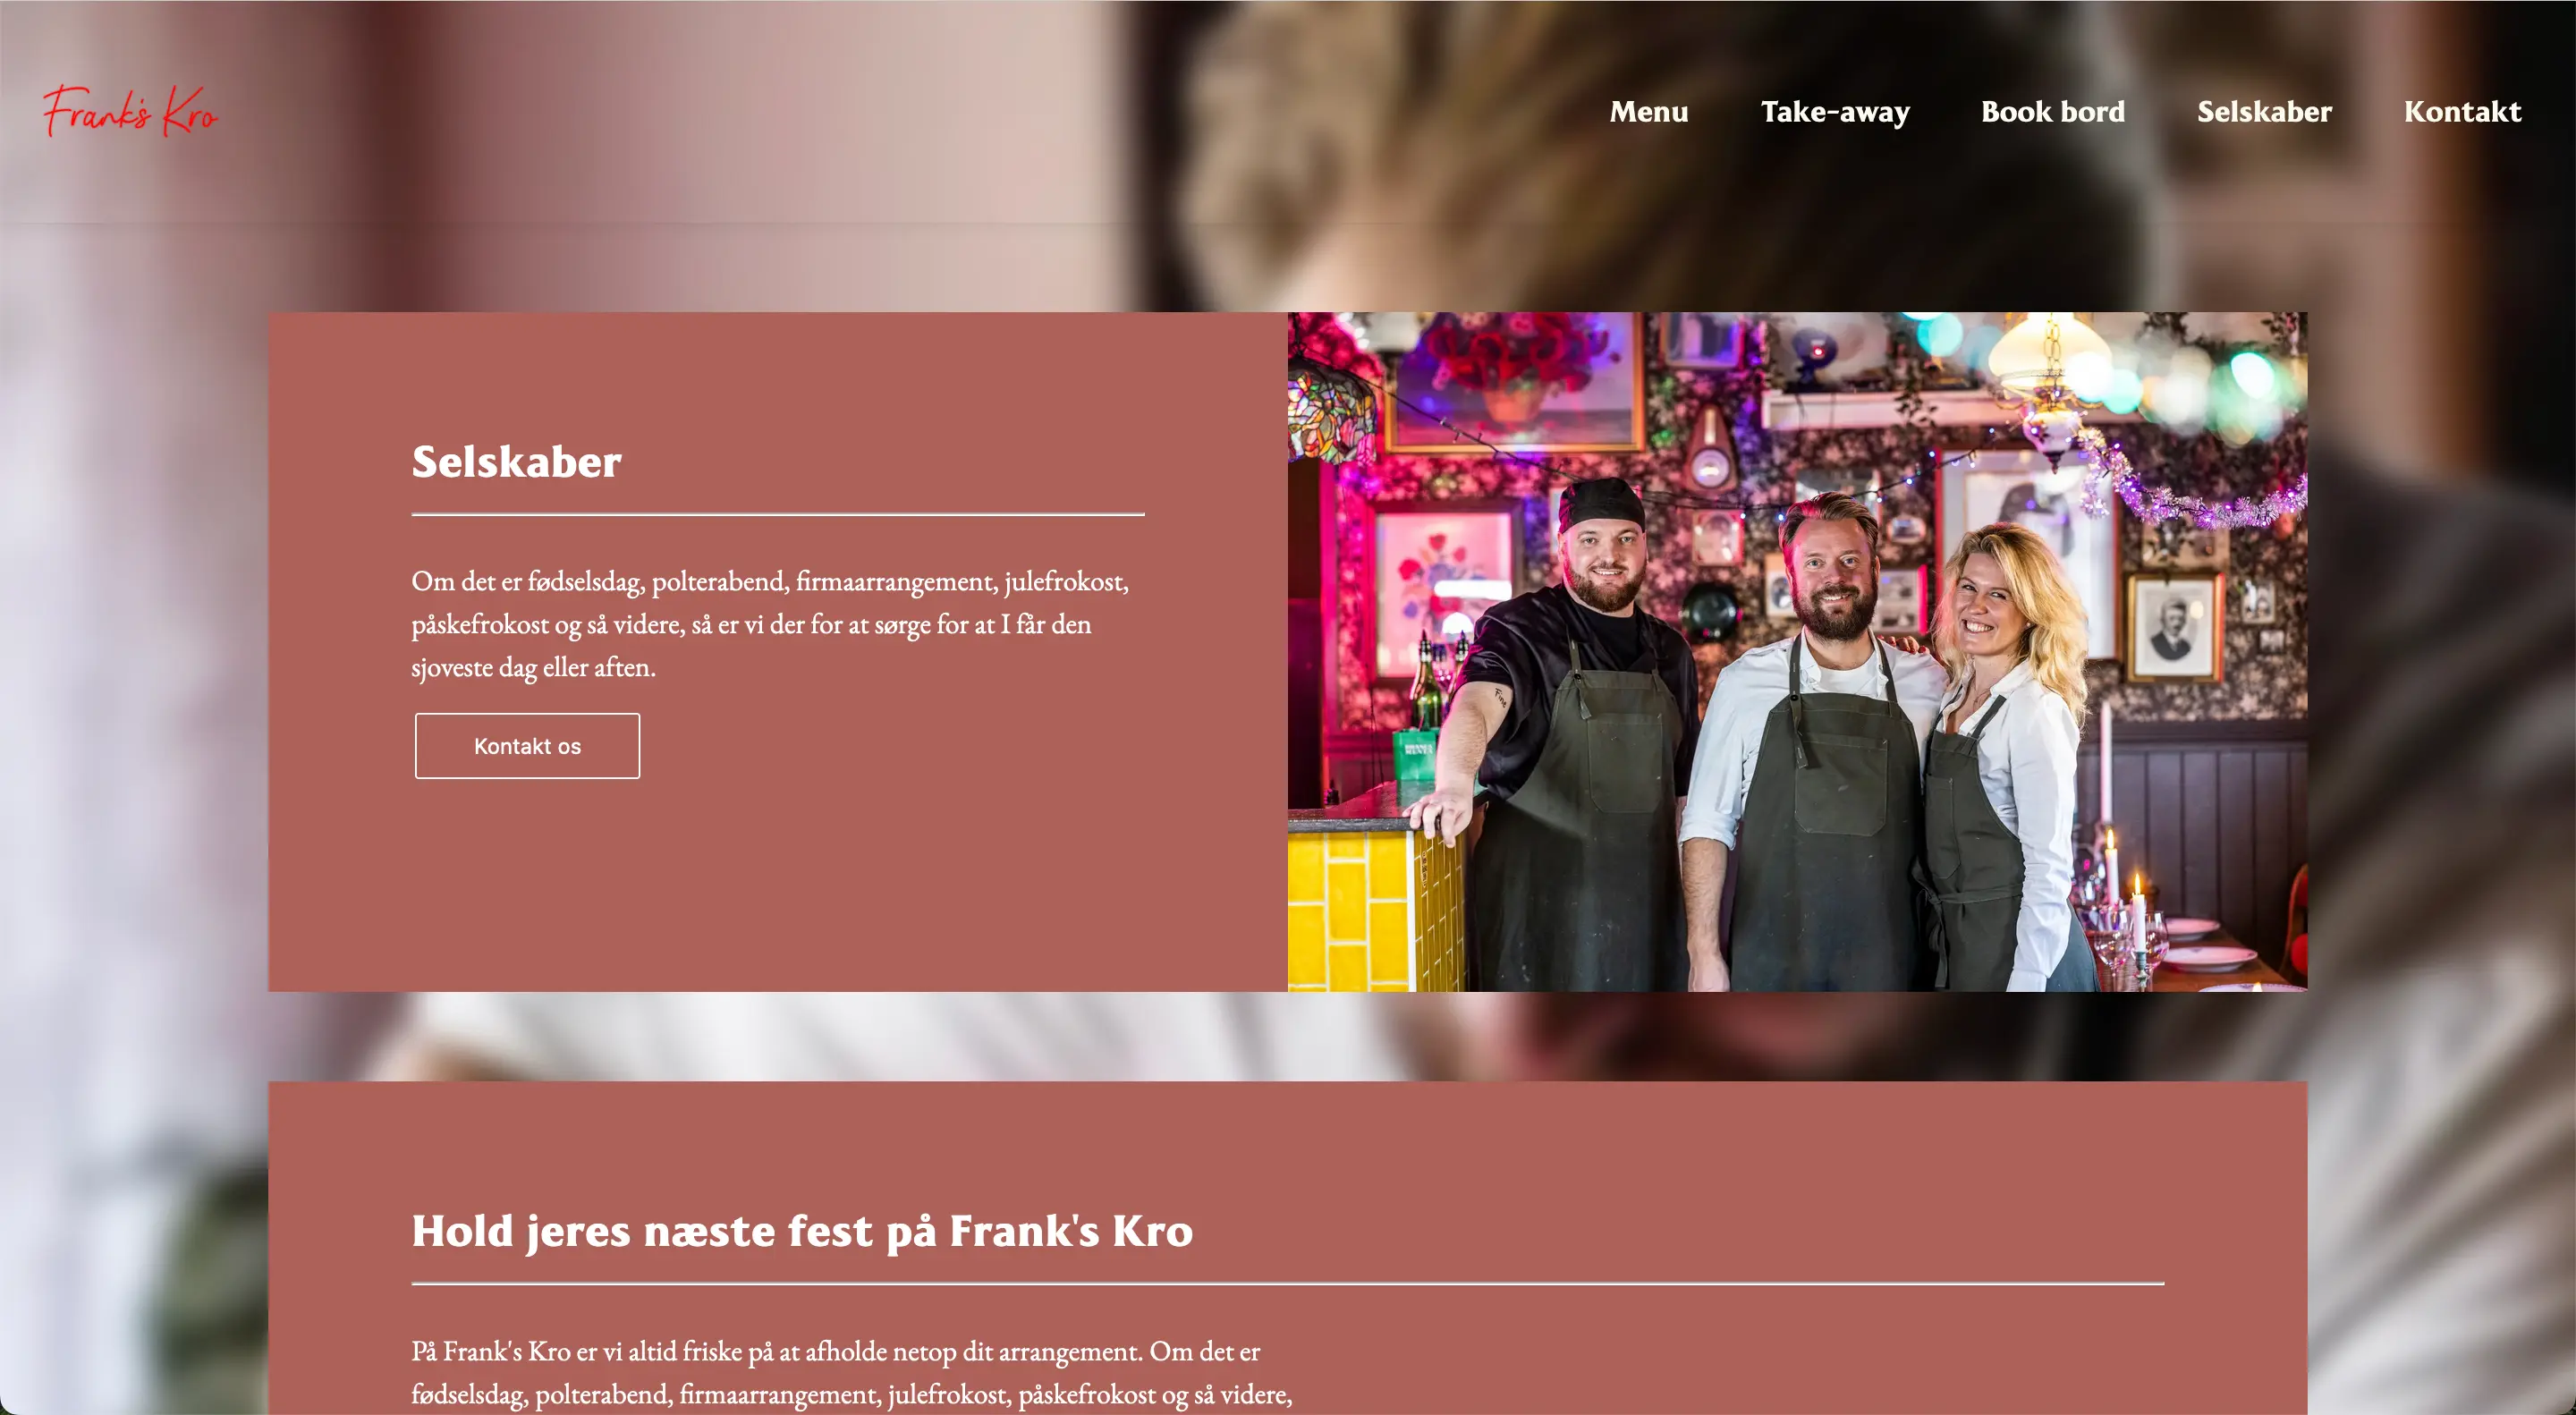 Frank's Kro
Menu
Take-away
Book bord
Selskaber
Kontakt
Selskaber
Om det er fødselsdag, polterabend, firmaarrangement, julefrokost,
påskefrokost og så videre, så er vi der for at sørge for at I får den
sjoveste dag eller aften.
Kontakt os
Hold jeres næste fest på Frank's Kro
På Frank's Kro er vi altid friske på at afholde netop dit arrangement. Om det er
fødselsdag, polterabend, firmaarrangement, julefrokost, påskefrokost og så videre,